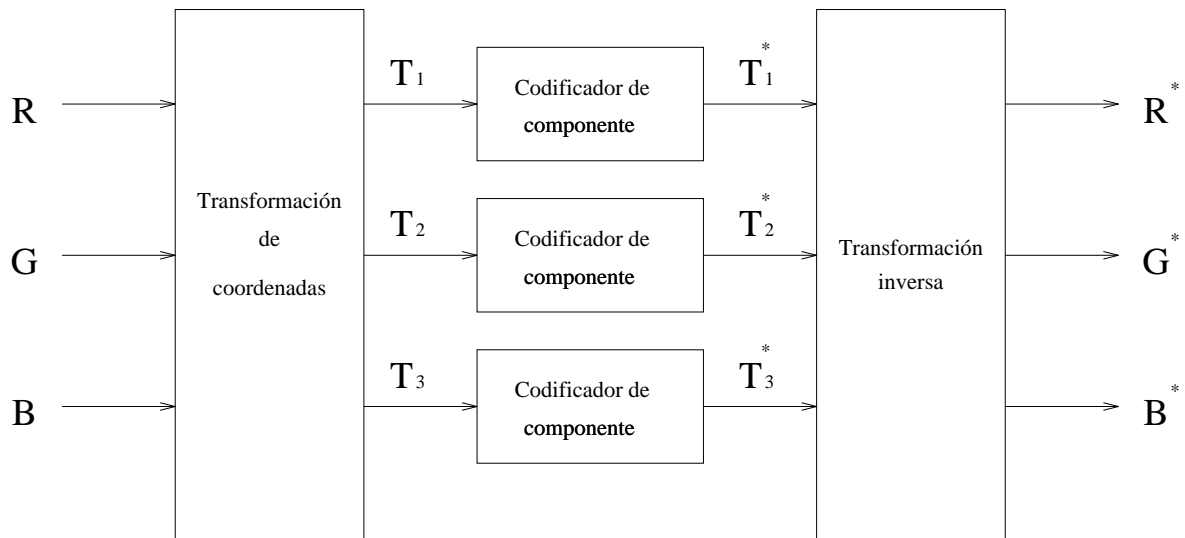 R
G
B
Transformación
de
coordenadas
T1
T2
T3
Codificador de
componente
Codificador de
componente
Codificador de
componente
T1*
T2*
T3*
Transformación
inversa
R*
G*
B*